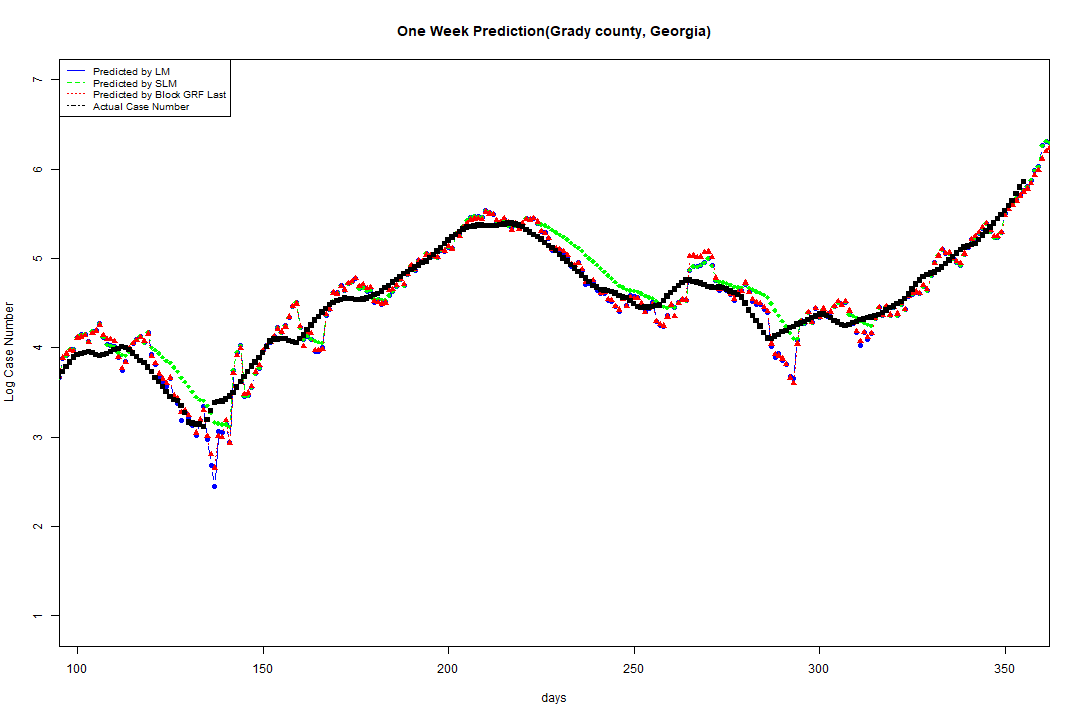 One Week Prediction(Grady county, Georgia)
Predicted by LM
Predicted by SLM
Predicted by Block GRF Last
Actual Case Number
7
6
5
4
3
2
1
Log Case Number
100 150 200 250 300 350
days